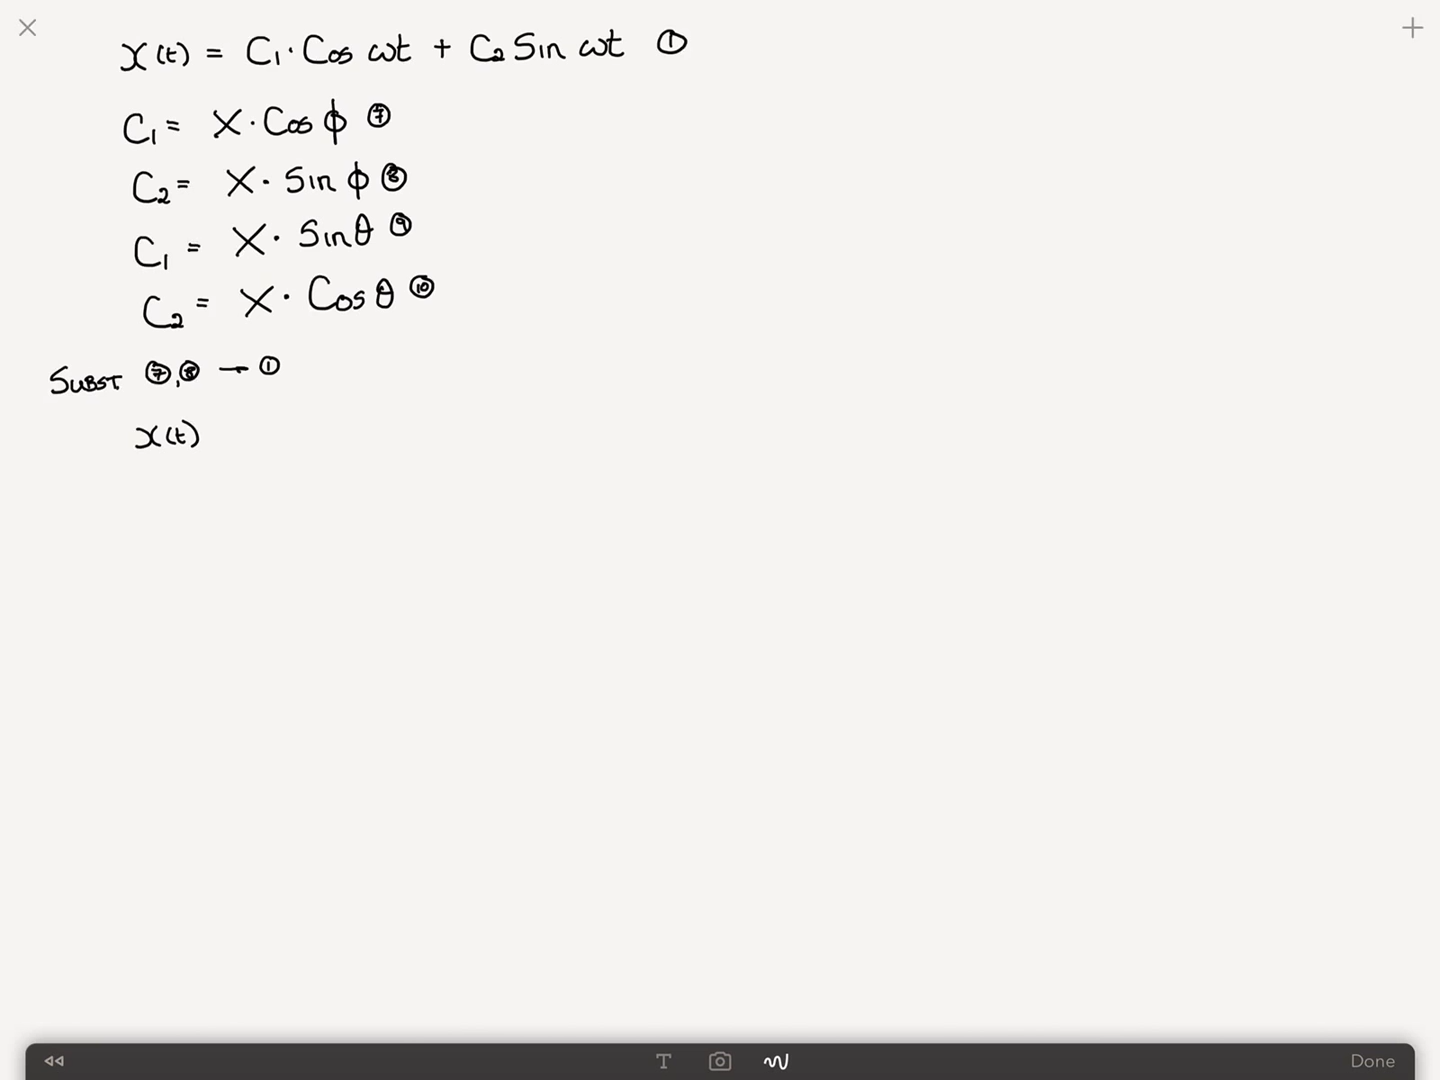 x(t) = C₁·Cos ωt + C₂ Sin ωt ①
C₁ = X·Cos ϕ ⑦
C₂ = X· Sin ϕ ⑧
C₁ = X· Sinθ ⑨
C₂ = X· Cosθ ⑩
SUBST ⑦,⑧ — ①
x(t)
T
Done